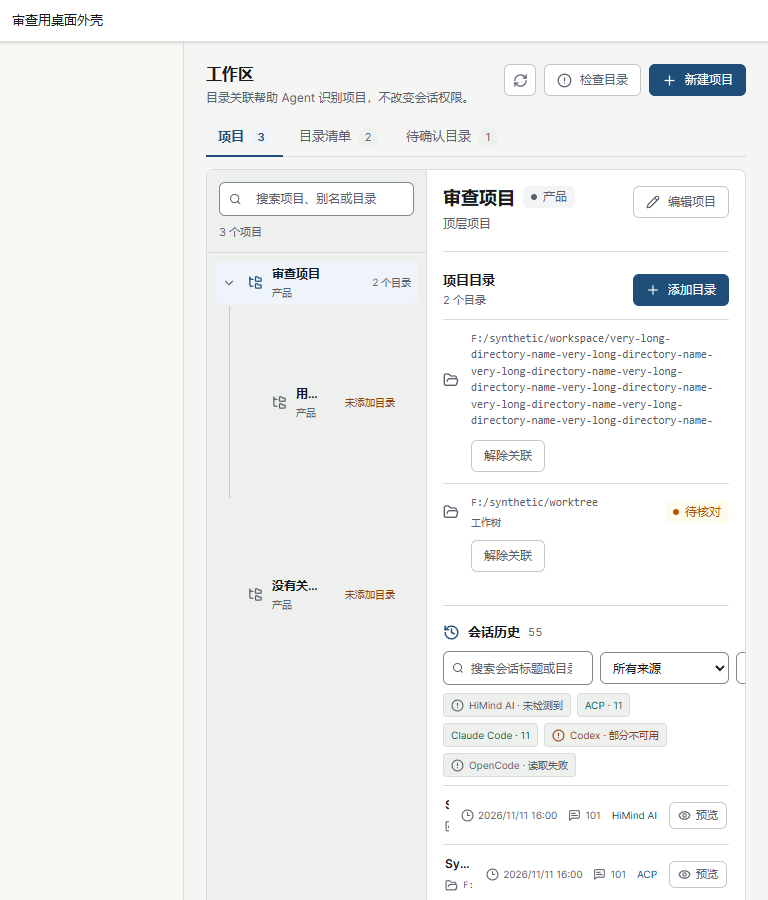 审查用桌面外壳
工作区
目录关联帮助 Agent 识别项目，不改变会话权限。
检查目录
新建项目
项目 3
目录清单 2
待确认目录 1
搜索项目、别名或目录
3 个项目
审查项目
产品
2 个目录
用...
产品
未添加目录
没有关...
产品
未添加目录
审查项目
产品
顶层项目
编辑项目
项目目录
2 个目录
添加目录
F:/synthetic/workspace/very-long-
directory-name-very-long-directory-name-
very-long-directory-name-very-long-
directory-name-very-long-directory-name-
very-long-directory-name-very-long-
directory-name-very-long-directory-name-
解除关联
F:/synthetic/worktree
工作树
待核对
解除关联
会话历史 55
搜索会话标题或目
所有来源
HiMind AI · 未检测到
ACP · 11
Claude Code · 11
Codex · 部分不可用
OpenCode · 读取失败
2026/11/11 16:00
101
HiMind AI
预览
Sy...
F:
2026/11/11 16:00
101
ACP
预览